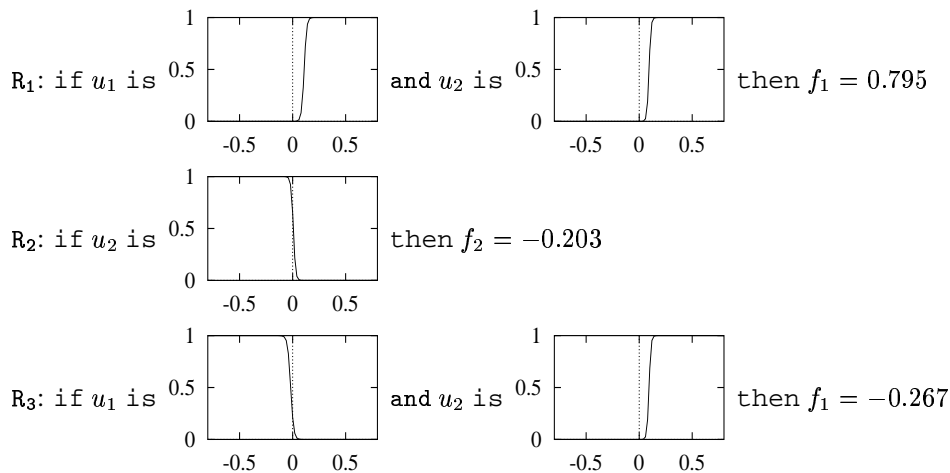 R₁: if u₁ is 1 0.5 0 -0.5 0 0.5 and u₂ is 1 0.5 0 -0.5 0 0.5 then f₁ = 0.795
R₂: if u₂ is 1 0.5 0 -0.5 0 0.5 then f₂ = −0.203
R₃: if u₁ is 1 0.5 0 -0.5 0 0.5 and u₂ is 1 0.5 0 -0.5 0 0.5 then f₁ = −0.267